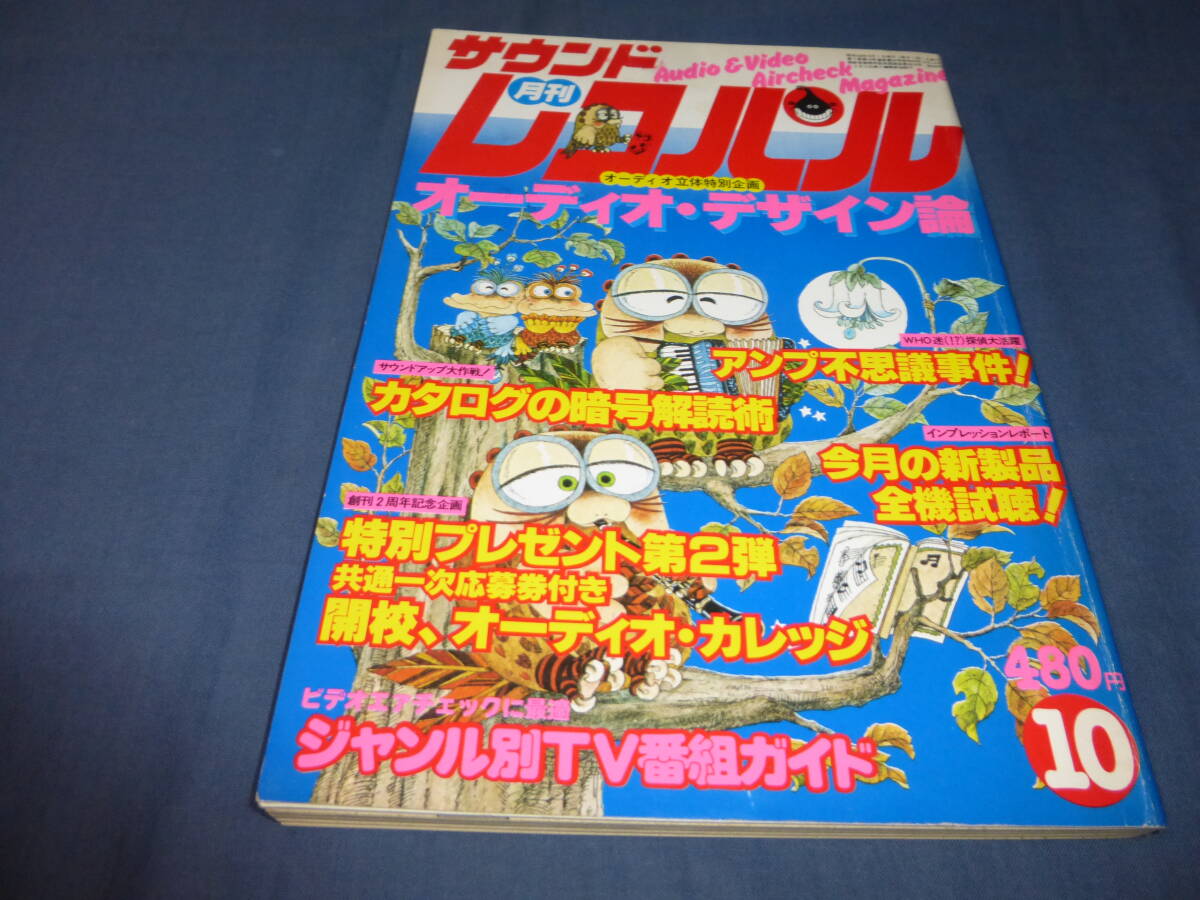 サウンド
Audio & Video
Aircheck
Magazine
月刊
レコパル
オーディオ立体特別企画
オーディオ・デザイン論
WHO迷(!?)探偵大活躍
アンプ不思議事件!
サウンドアップ大作戦!
カタログの暗号解読術
インプレッションレポート
今月の新製品
全機試聴!
創刊2周年記念企画
特別プレゼント第2弾
共通一次応募券付き
開校、オーディオ・カレッジ
480円
ビデオエアチェックに最適
ジャンル別TV番組ガイド
10